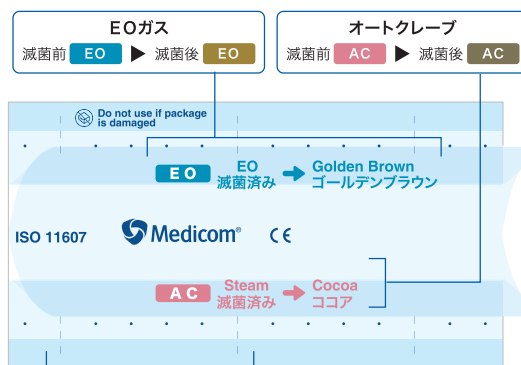 EOガス
滅菌前 EO ▶ 滅菌後 EO
オートクレーブ
滅菌前 AC ▶ 滅菌後 AC
Do not use if package
is damaged
EO EO ➡ Golden Brown
滅菌済み ゴールデンブラウン
ISO 11607 Medicom® CE
AC Steam ➡ Cocoa
滅菌済み ココア